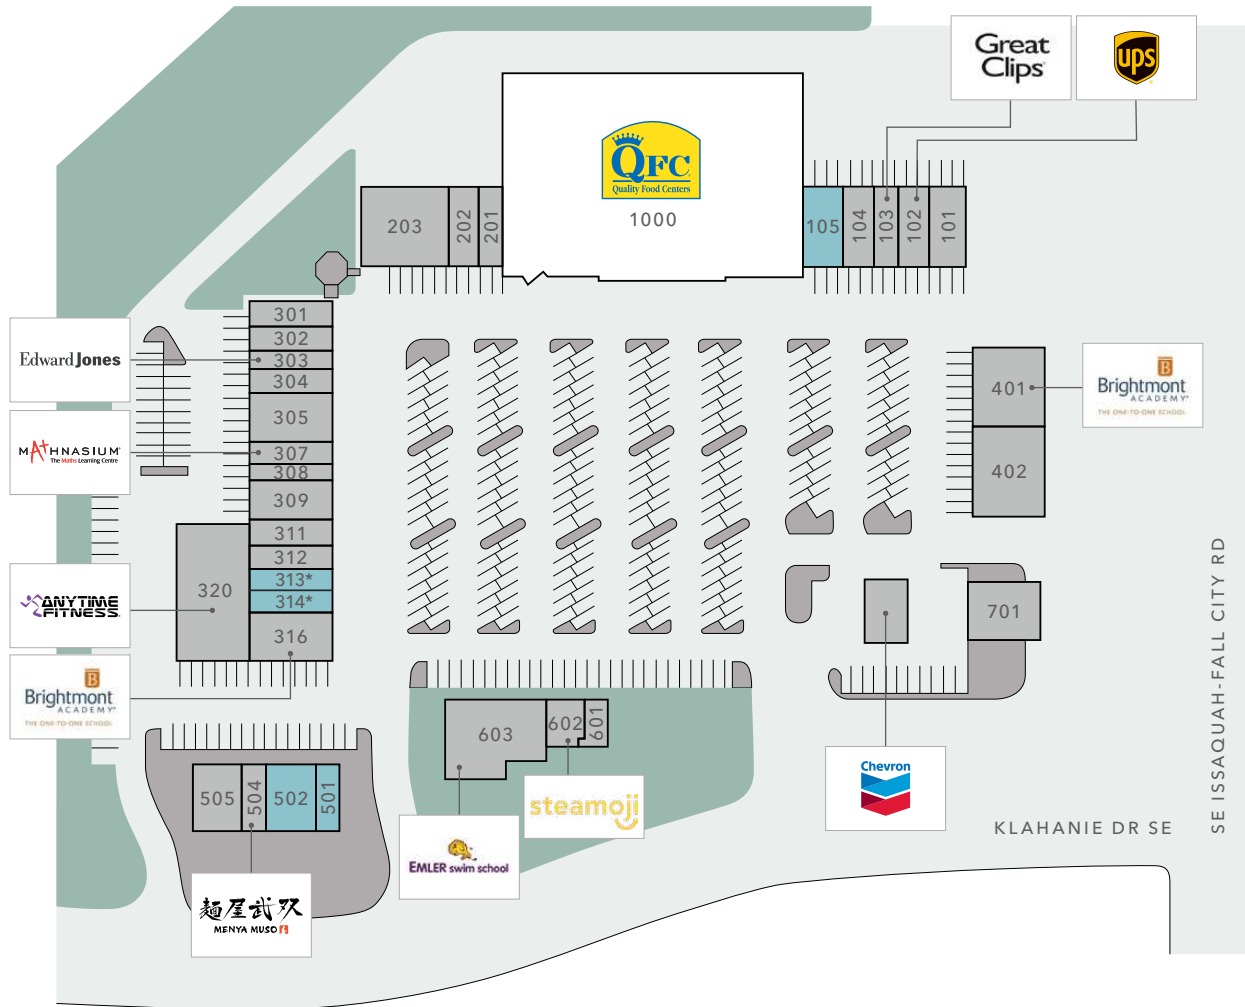 Great
Clips
ups
QFC
Quality Food Centers
1000
203
202
201
105
104
103
102
101
301
302
303
304
305
307
308
309
311
312
313*
314*
316
320
Edward Jones
MATHNASIUM
The Maths Learning Centre
ANYTIME
FITNESS
Brightmont
ACADEMY
THE ONE-TO-ONE SCHOOL
401
402
Brightmont
ACADEMY
THE ONE-TO-ONE SCHOOL
701
Chevron
603
602
601
steamoji
EMLER swim school
505
504
502
501
麺屋武双
MENYA MUSO
KLAHANIE DR SE
SE ISSAQUAH-FALL CITY RD